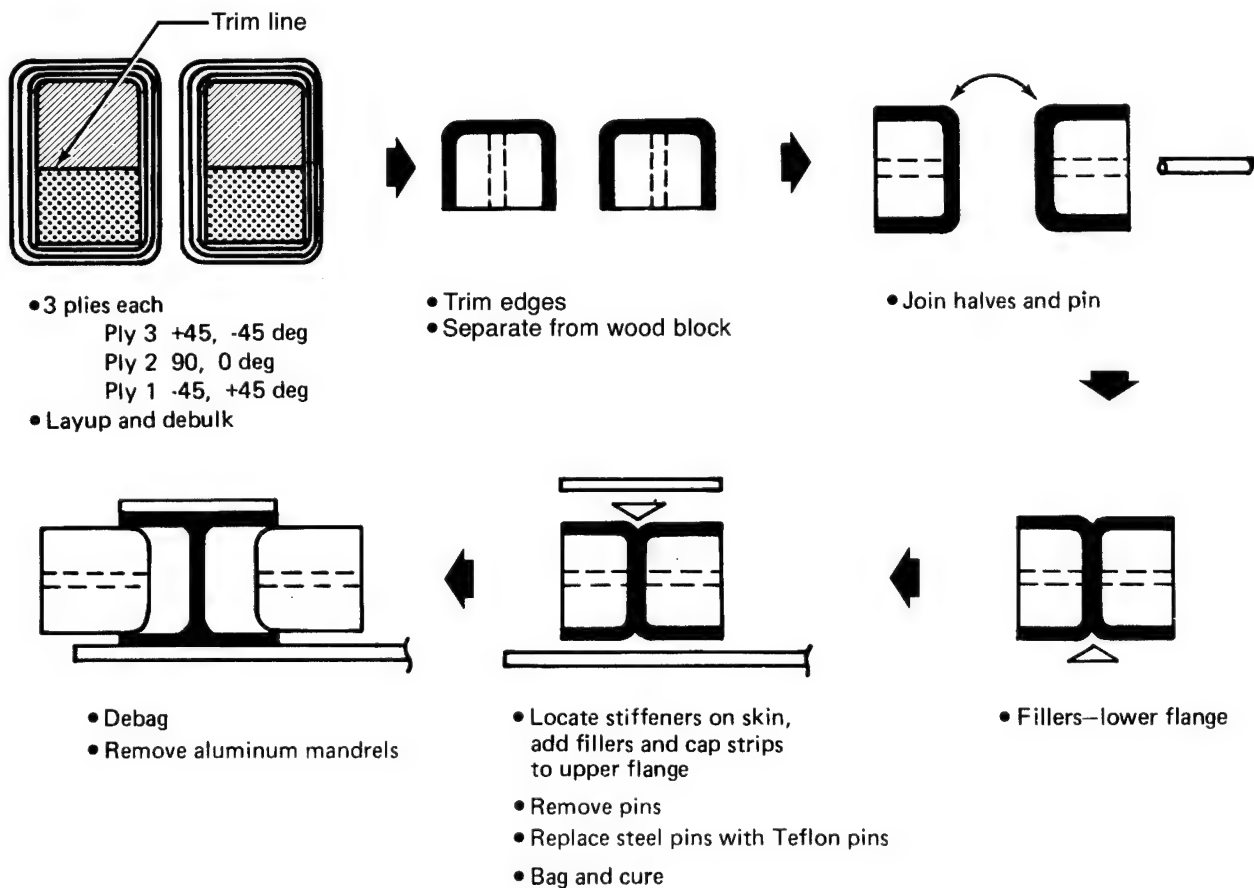 Trim line
• 3 plies each
Ply 3 +45, -45 deg
Ply 2 90, 0 deg
Ply 1 -45, +45 deg
• Layup and debulk
• Trim edges
• Separate from wood block
• Join halves and pin
• Fillers—lower flange
• Locate stiffeners on skin,
add fillers and cap strips
to upper flange
• Remove pins
• Replace steel pins with Teflon pins
• Bag and cure
• Debag
• Remove aluminum mandrels